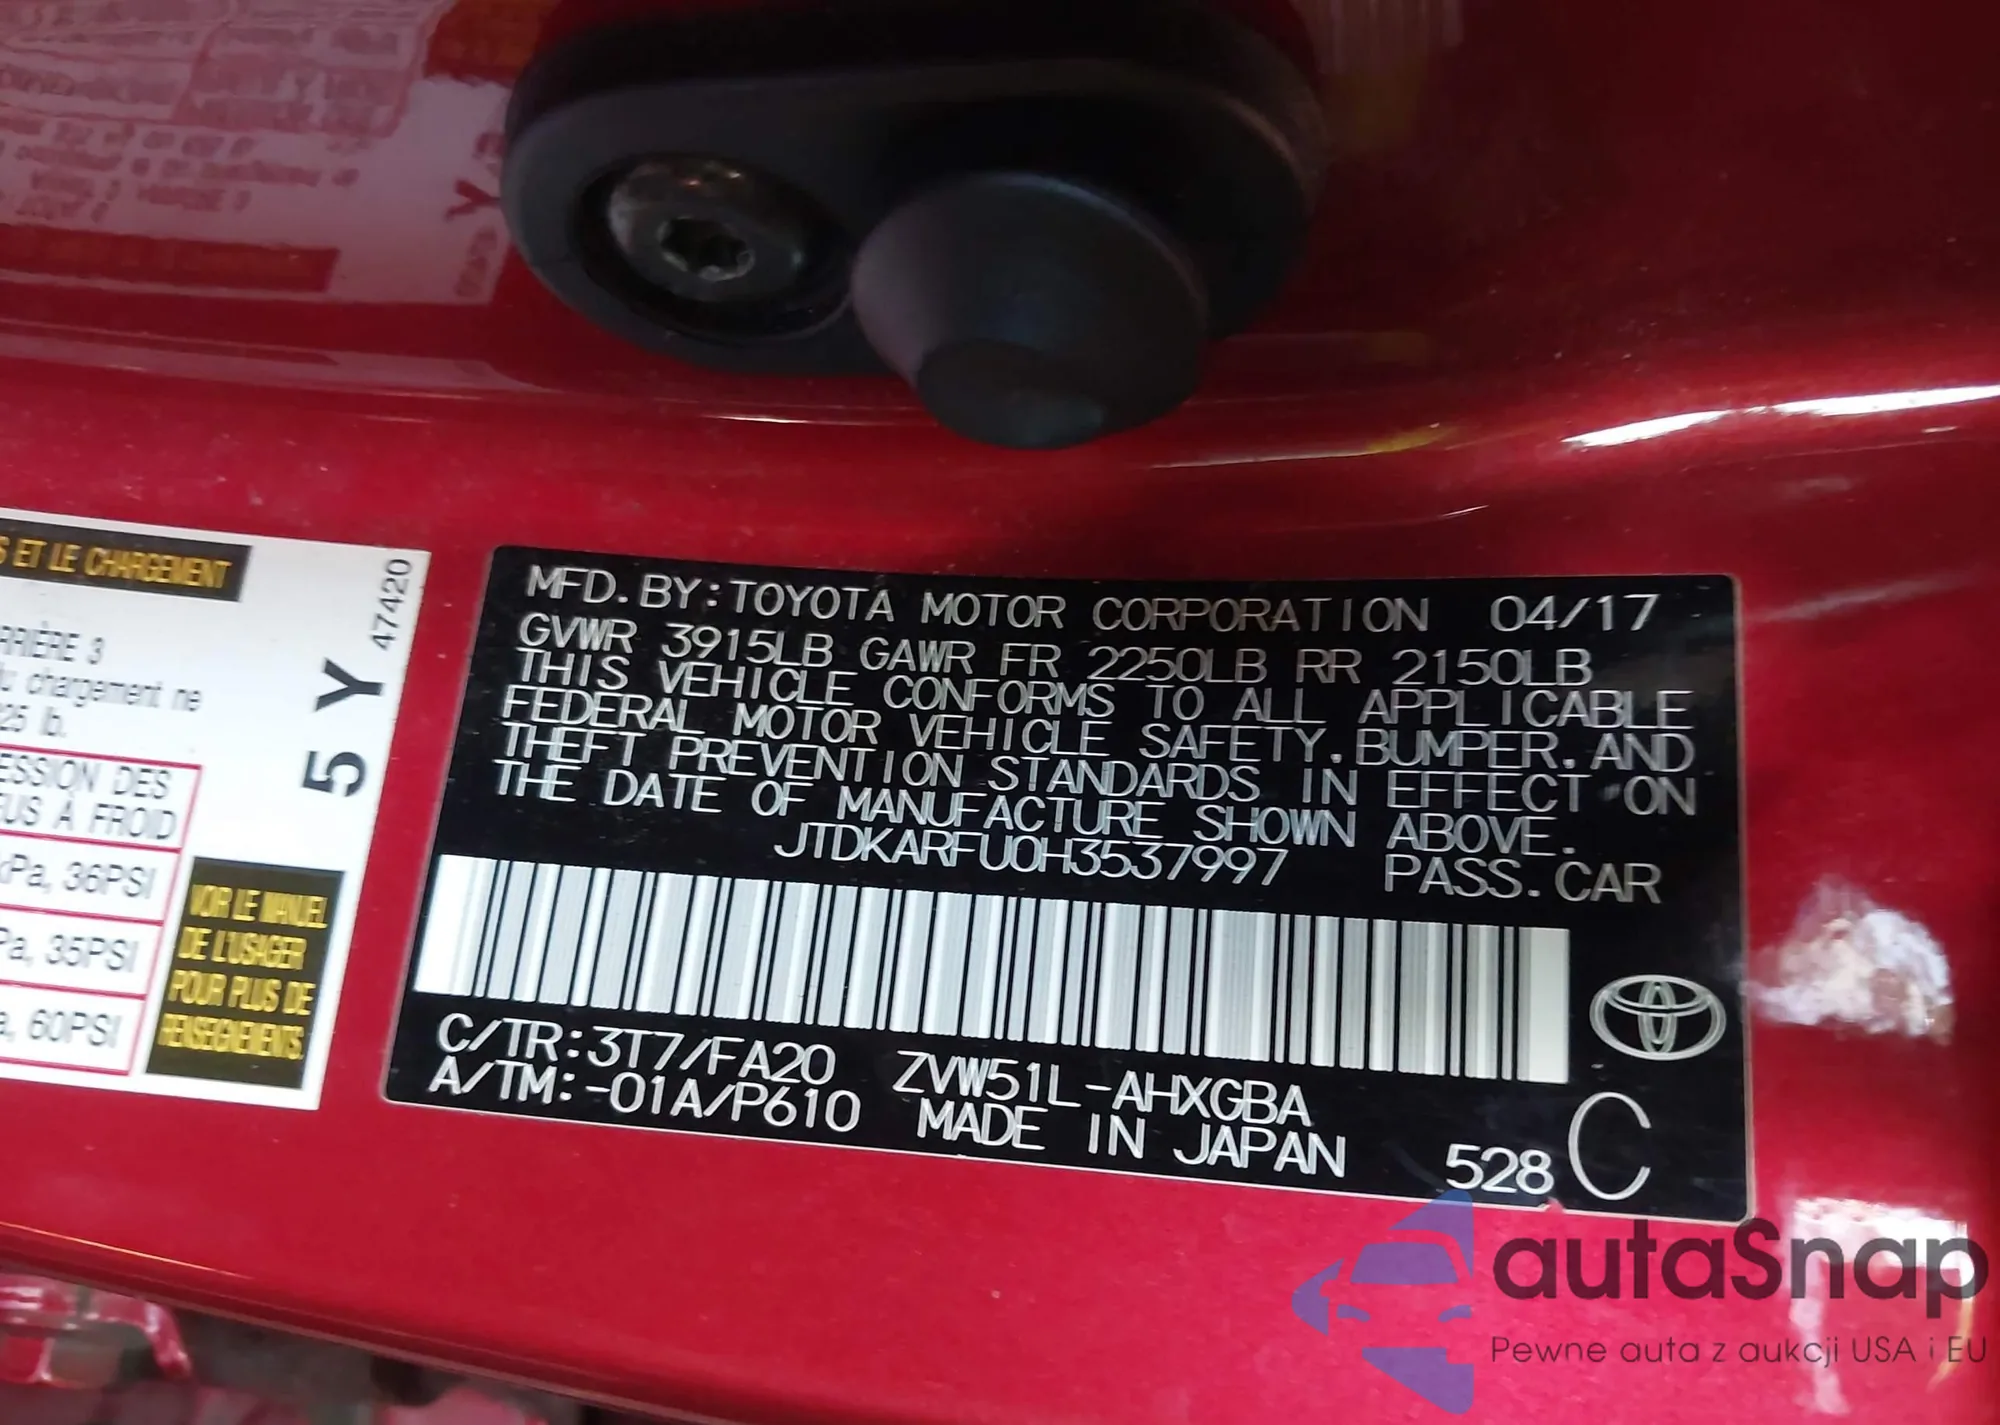 S ET LE CHARGEMENT
47420
RRIÈRE 3
du chargement ne
25 lb.
5 Y
ESSION DES
EUS À FROID
kPa, 36PSI
Pa, 35PSI
a, 60PSI
VOIR LE MANUEL
DE L'USAGER
POUR PLUS DE
RENSEIGNEMENTS.
MFD. BY: TOYOTA MOTOR CORPORATION 04/17
GVWR 3915LB GAWR FR 2250LB RR 2150LB
THIS VEHICLE CONFORMS TO ALL APPLICABLE
FEDERAL MOTOR VEHICLE SAFETY, BUMPER, AND
THEFT PREVENTION STANDARDS IN EFFECT ON
THE DATE OF MANUFACTURE SHOWN ABOVE.
JTDKARFU0H3537997 PASS. CAR
C/TR: 3T7/FA20 ZVW51L-AHXGBA
A/TM: -01A/P610 MADE IN JAPAN 528 C
autaSnap
Pewne auta z aukcji USA i EU